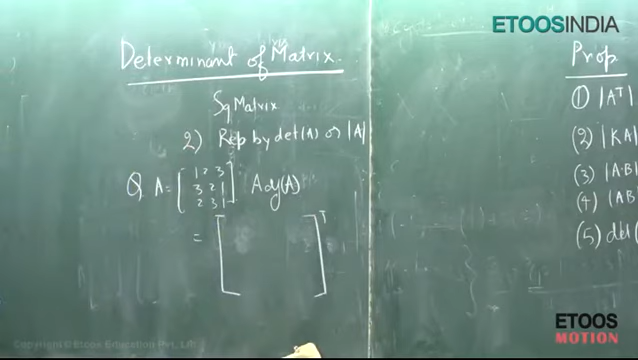 ETOOSINDIA
Determinant of Matrix.
Sq Matrix
2) Rep by det(A) or |A|
Q. A = [ 1 2 3 Adj(A)
3 2 1
2 3 1 ]
= [ ]T
Prop
① |AT|
(2) |KA|
(3) |A·B|
(4) |AB
(5) det(
ETOOS
MOTION
Copyright © Etoos Education Pvt. Ltd